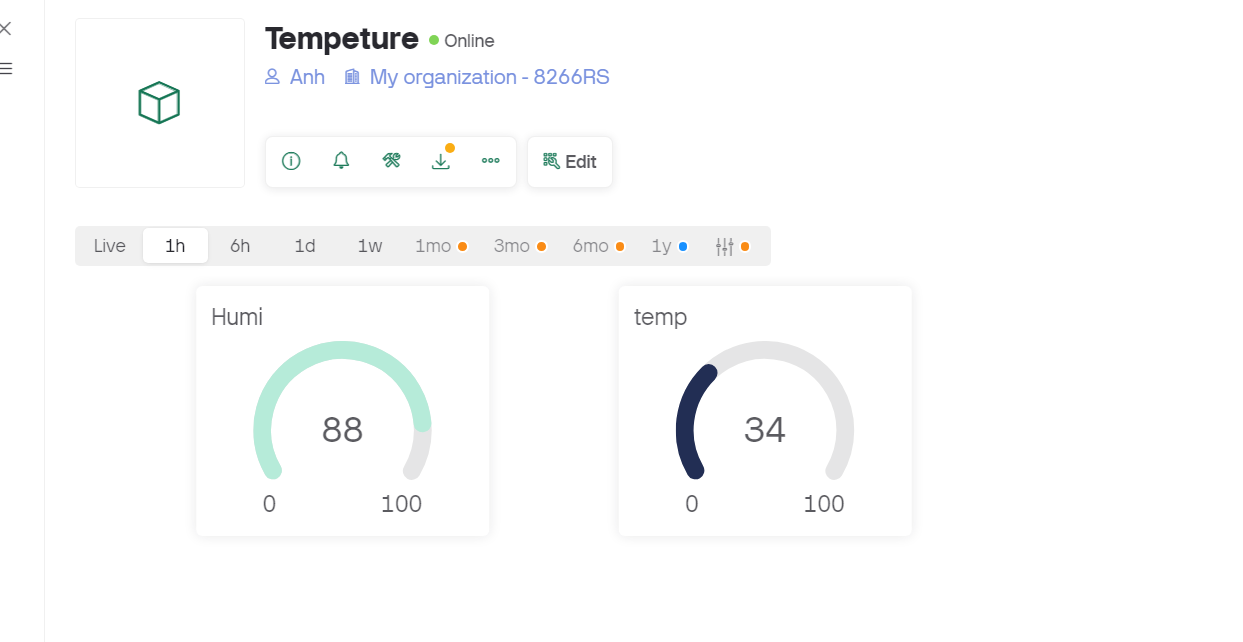 Tempeture Online
Anh My organization - 8266RS
Edit
Live 1h 6h 1d 1w 1mo 3mo 6mo 1y
Humi
88
0 100
temp
34
0 100